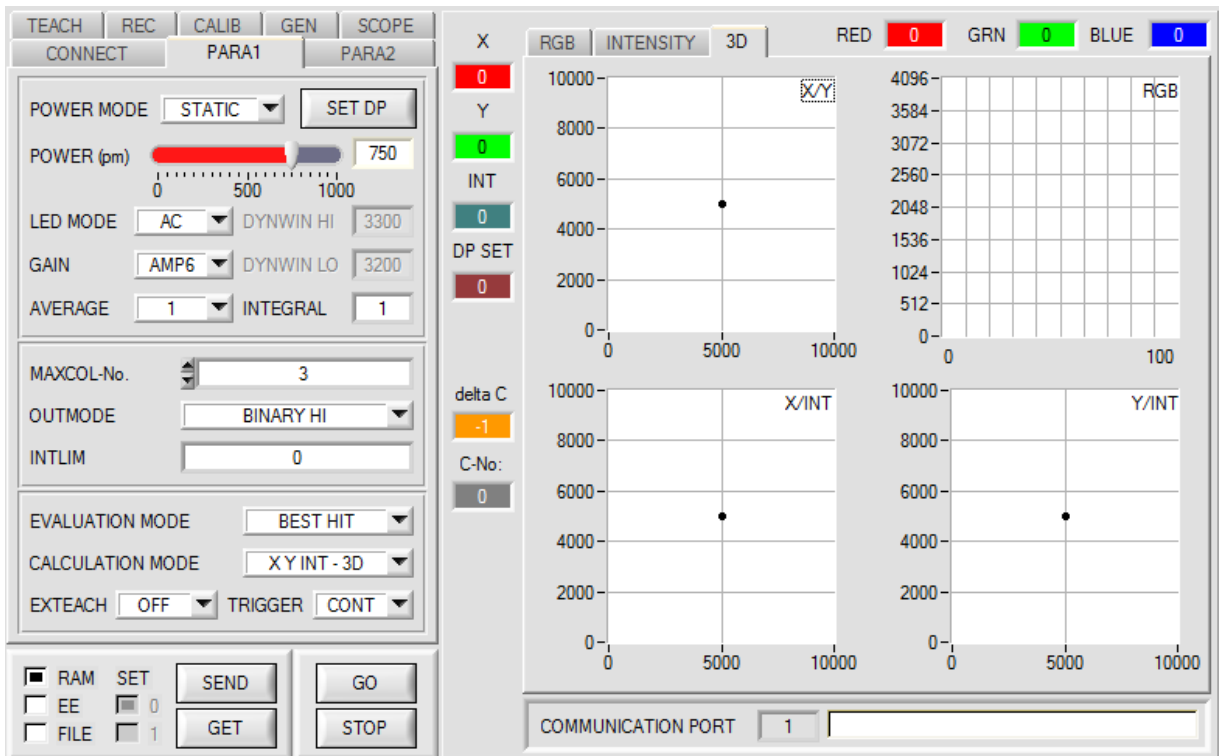 TEACH REC CALIB GEN SCOPE
CONNECT PARA1 PARA2
POWER MODE STATIC SET DP
POWER (pm) 750
0 500 1000
LED MODE AC DYNWIN HI 3300
GAIN AMP6 DYNWIN LO 3200
AVERAGE 1 INTEGRAL 1
MAXCOL-No. 3
OUTMODE BINARY HI
INTLIM 0
EVALUATION MODE BEST HIT
CALCULATION MODE X Y INT - 3D
EXTEACH OFF TRIGGER CONT
RAM SET SEND GO
EE 0
FILE 1 GET STOP
X
0
Y
0
INT
0
DP SET
0
delta C
-1
C-No:
0
RGB INTENSITY 3D RED 0 GRN 0 BLUE 0
X/Y
10000
8000
6000
4000
2000
0
0 5000 10000
RGB
4096
3584
3072
2560
2048
1536
1024
512
0
0 100
X/INT
10000
8000
6000
4000
2000
0
0 5000 10000
Y/INT
10000
8000
6000
4000
2000
0
0 5000 10000
COMMUNICATION PORT 1